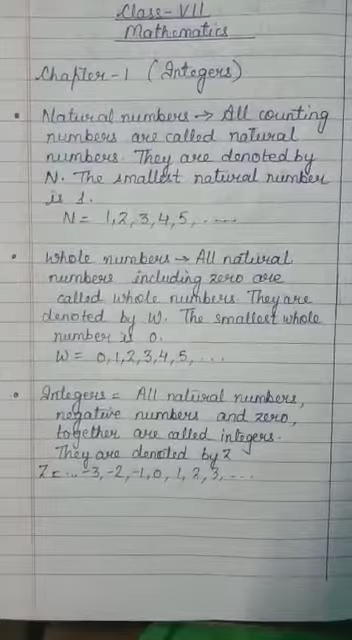 Class-VII
Mathematics
Chapter-1 (Integers)
• Natural numbers → All counting
numbers are called natural
numbers. They are denoted by
N. The smallest natural number
is 1.
N = 1,2,3,4,5, .....
• Whole numbers → All natural
numbers including zero are
called whole numbers. They are
denoted by W. The smallest whole
number is 0.
W = 0,1,2,3,4,5, ...
• Integers = All natural numbers,
negative numbers and zero,
together are called integers.
They are denoted by Z
Z = ... -3, -2, -1, 0, 1, 2, 3, ....